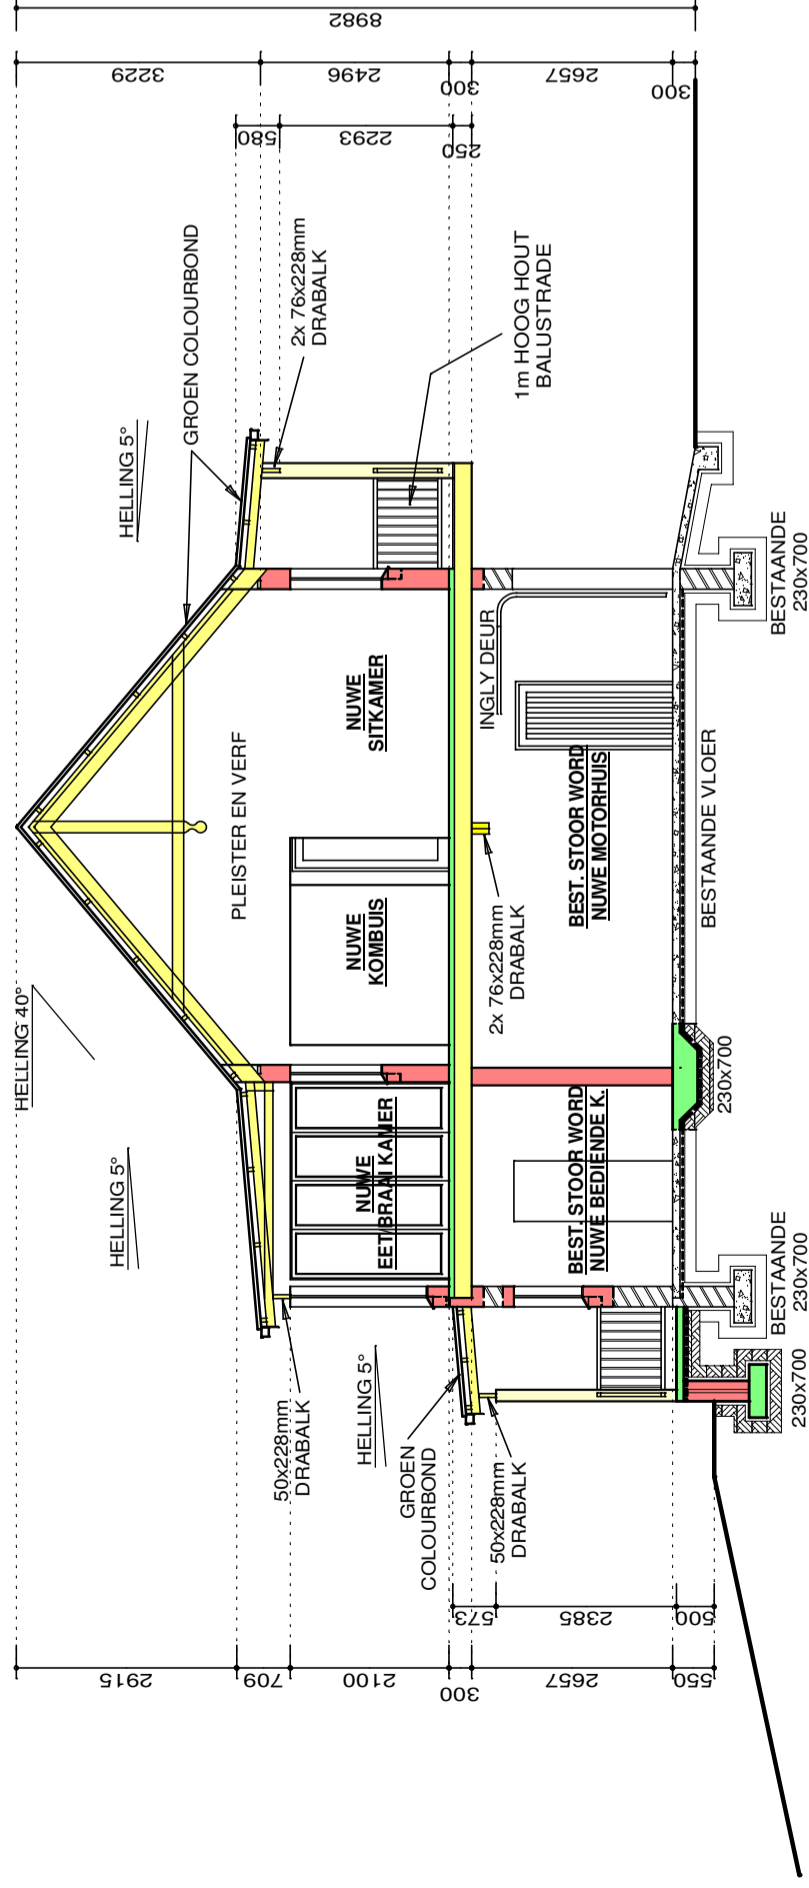 HELLING 40°
HELLING 5°
HELLING 5°
HELLING 5°
GROEN COLOURBOND
2x 76x228mm
DRABALK
1m HOOG HOUT
BALUSTRADE
PLEISTER EN VERF
50x228mm
DRABALK
GROEN
COLOURBOND
50x228mm
DRABALK
NUWE
EET/BRAAI KAMER
NUWE
KOMBUIS
NUWE
SITKAMER
2x 76x228mm
DRABALK
INGLY DEUR
BEST. STOOR WORD
NUWE BEDIENDE K.
BEST. STOOR WORD
NUWE MOTORHUIS
BESTAANDE VLOER
230x700
BESTAANDE
230x700
230x700
BESTAANDE
230x700
2915
709
2100
300
2657
550
573
2385
500
580
2293
250
3229
2496
300
2657
300
8982